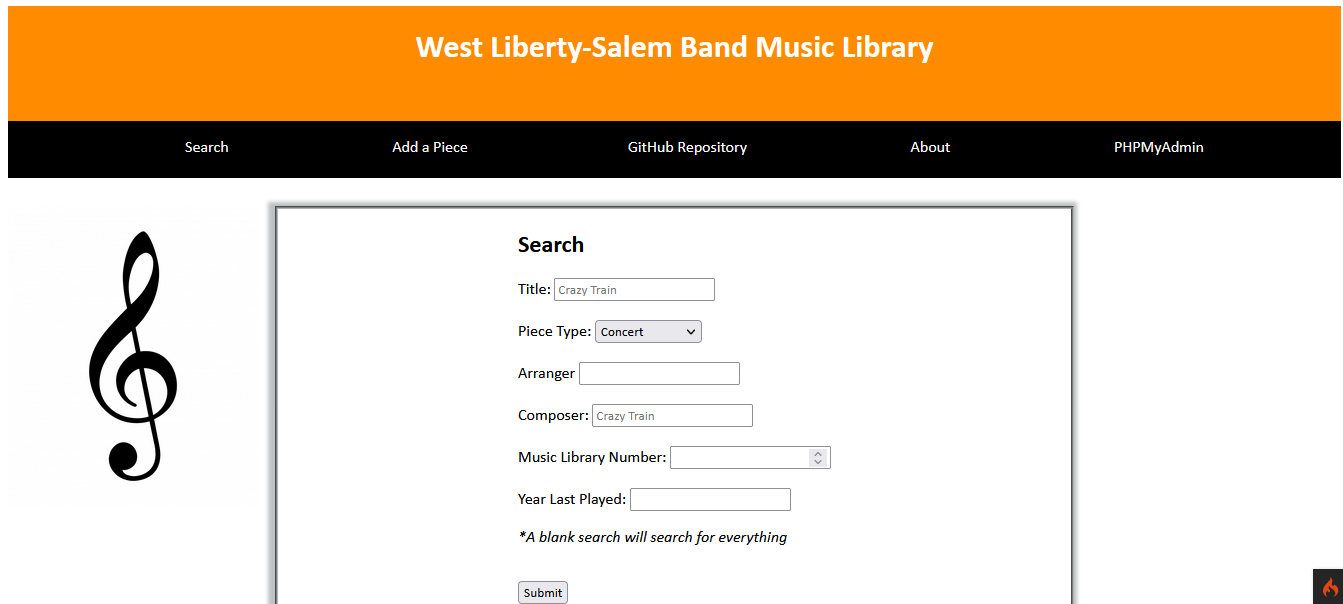 West Liberty-Salem Band Music Library
Search Add a Piece GitHub Repository About PHPMyAdmin
Search
Title: Crazy Train
Piece Type: Concert
Arranger
Composer: Crazy Train
Music Library Number:
Year Last Played:
*A blank search will search for everything
Submit